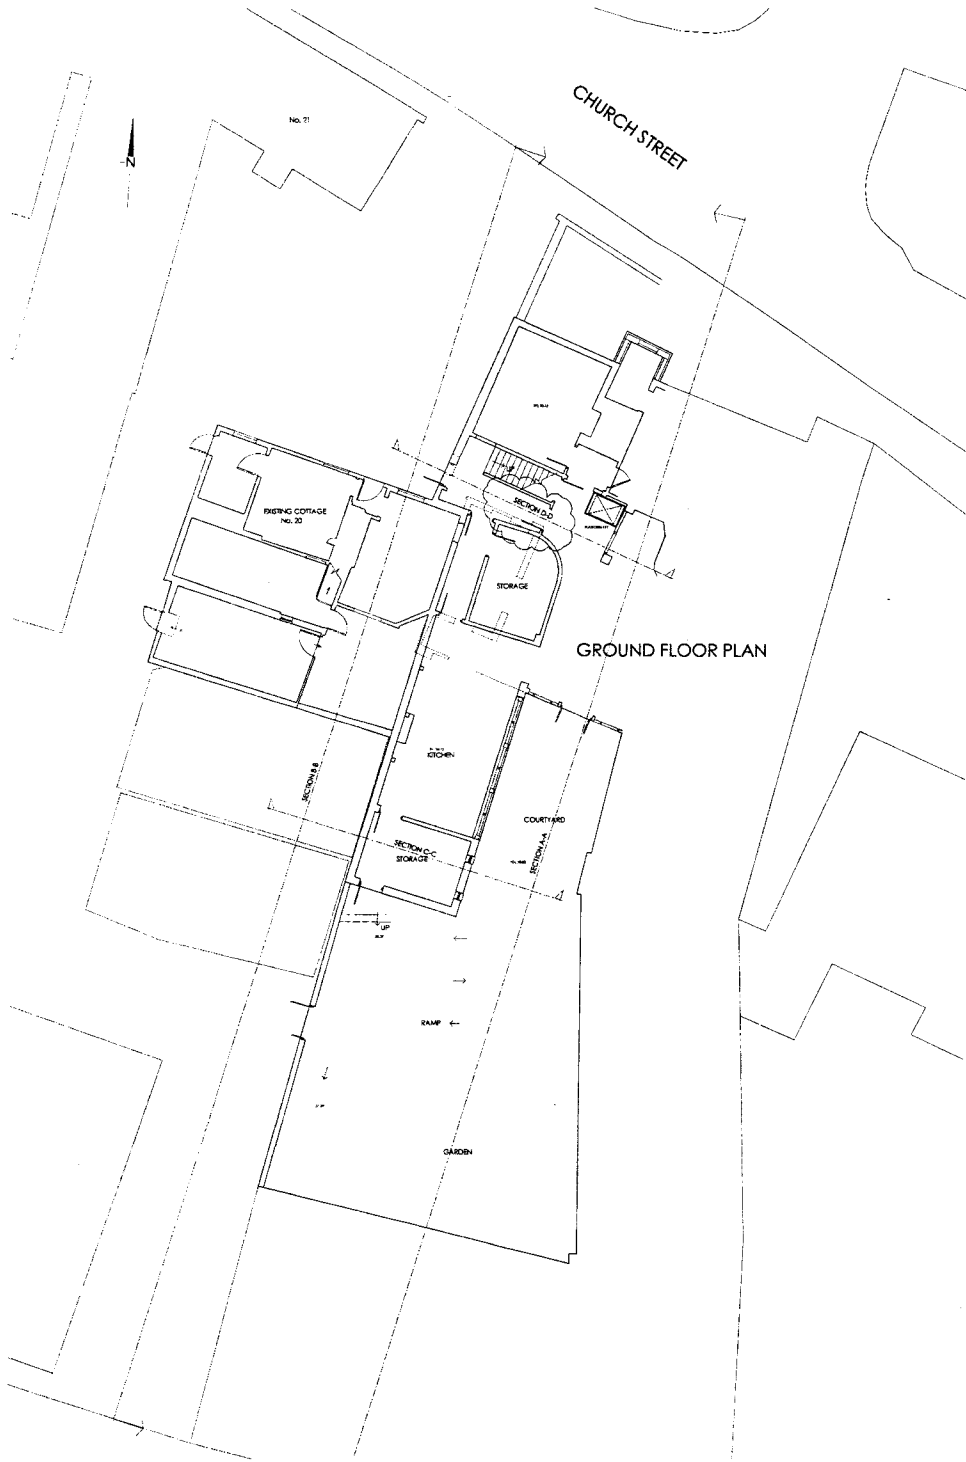 CHURCH STREET
No. 21
N
SECTION D-D
EXISTING COTTAGE
No. 20
STORAGE
GROUND FLOOR PLAN
KITCHEN
SECTION B-B
COURTYARD
SECTION A-A
SECTION C-C
STORAGE
UP
RAMP
GARDEN